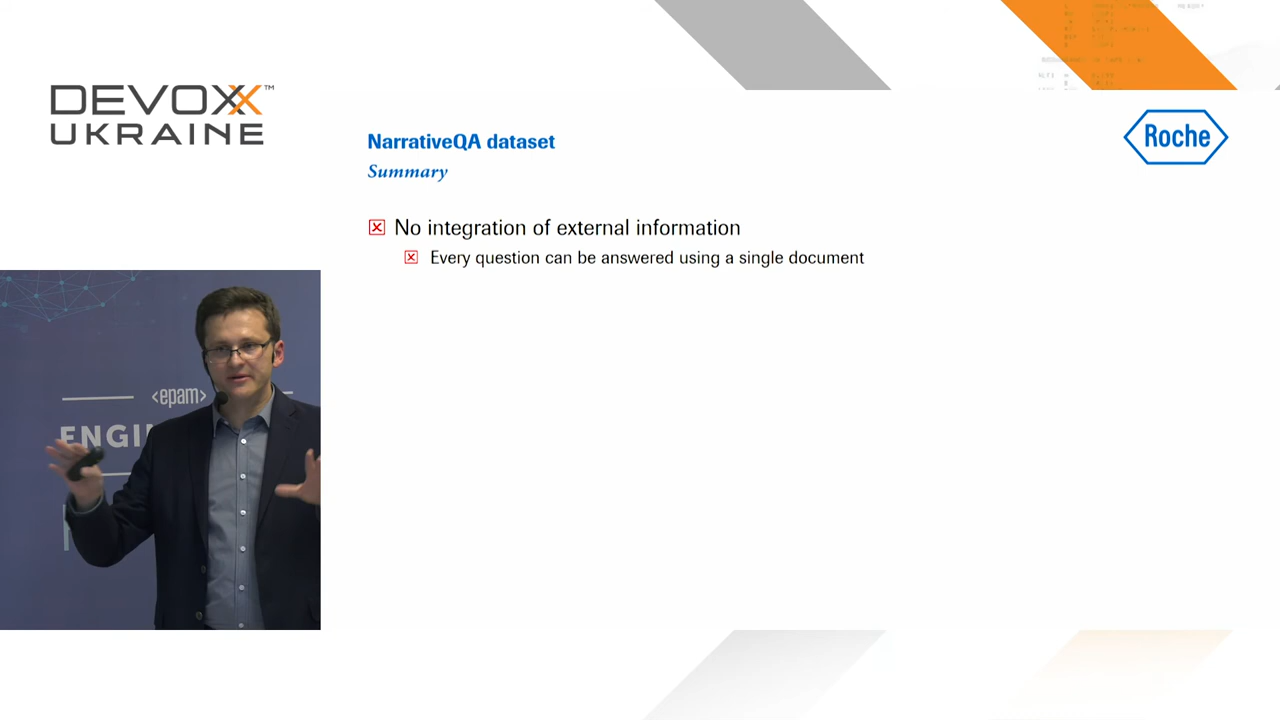 DEVOXX™
UKRAINE
Roche
NarrativeQA dataset
Summary
No integration of external information
Every question can be answered using a single document
<epam>
ENGI